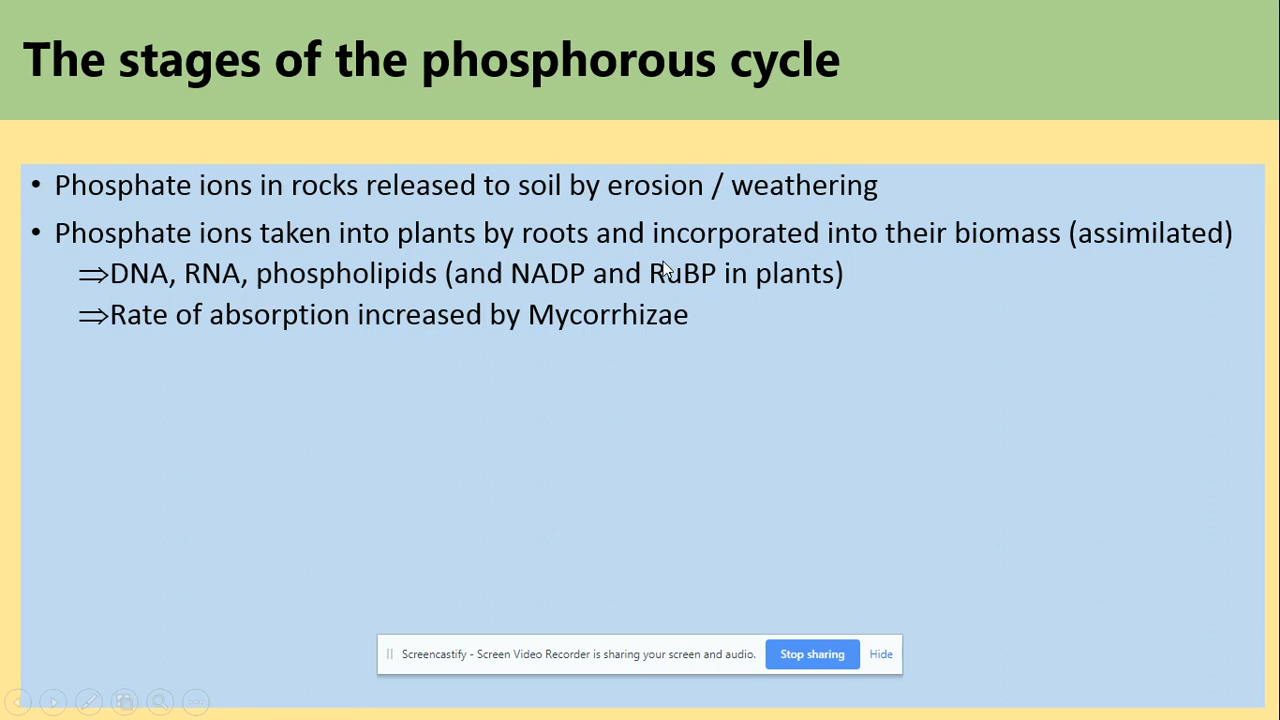 The stages of the phosphorous cycle
• Phosphate ions in rocks released to soil by erosion / weathering
• Phosphate ions taken into plants by roots and incorporated into their biomass (assimilated)
⇒DNA, RNA, phospholipids (and NADP and RuBP in plants)
⇒Rate of absorption increased by Mycorrhizae
Screencastify - Screen Video Recorder is sharing your screen and audio. Stop sharing Hide